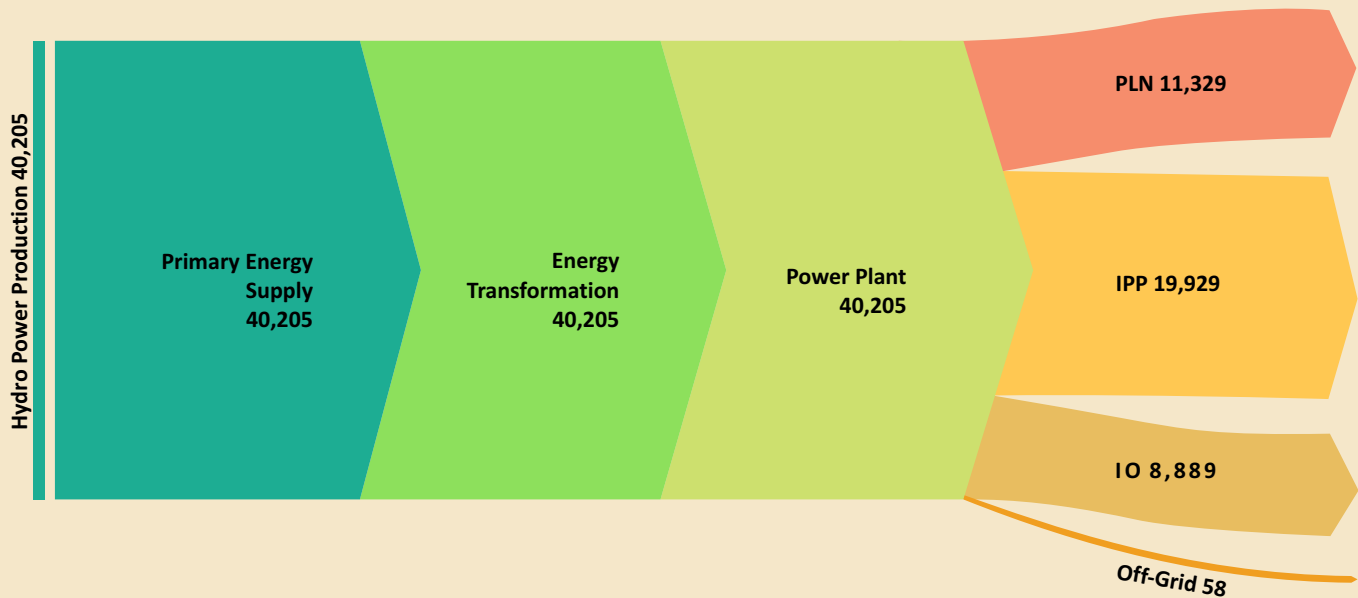 Hydro Power Production 40,205
Primary Energy
Supply
40,205
Energy
Transformation
40,205
Power Plant
40,205
PLN 11,329
IPP 19,929
IO 8,889
Off-Grid 58